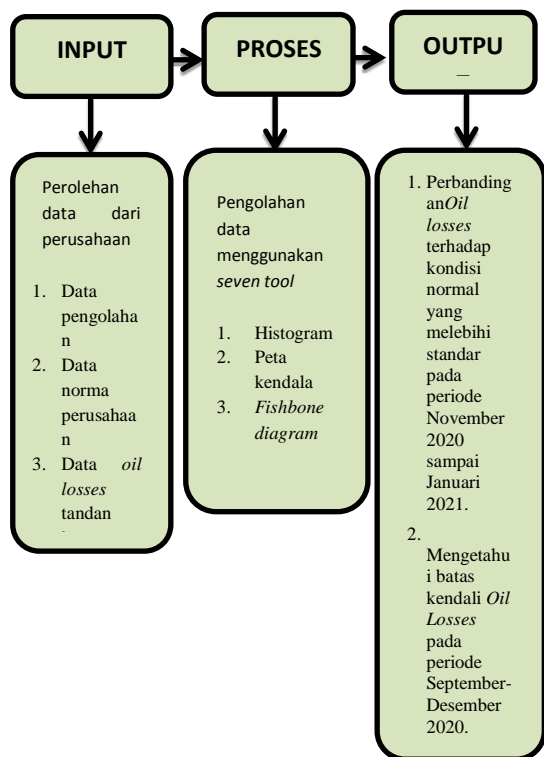 INPUT
PROSES
OUTPU
Perolehan
data dari
perusahaan
1. Data
pengolaha
n
2. Data
norma
perusahaa
n
3. Data oil
losses
tandan
Pengolahan
data
menggunakan
seven tool
1. Histogram
2. Peta
kendala
3. Fishbone
diagram
1. Perbanding
anOil
losses
terhadap
kondisi
normal
yang
melebihi
standar
pada
periode
November
2020
sampai
Januari
2021.
2.
Mengetahu
i batas
kendali Oil
Losses
pada
periode
September-
Desember
2020.